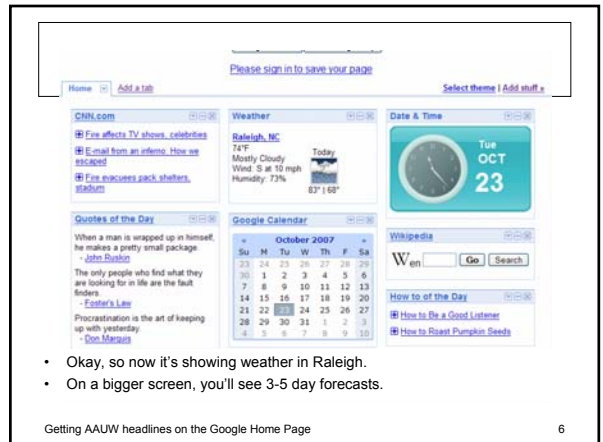 Please sign in to save your page
Home Add a tab Select theme | Add stuff »
CNN.com
Fire affects TV shows, celebrities
E-mail from an inferno: How we
escaped
Fire evacuees pack shelters,
stadium
Weather
Raleigh, NC
74°F
Mostly Cloudy
Wind: S at 10 mph
Humidity: 73%
Today
83° | 68°
Date & Time
Tue
OCT
23
Quotes of the Day
When a man is wrapped up in himself,
he makes a pretty small package.
- John Ruskin
The only people who find what they
are looking for in life are the fault
finders.
- Foster's Law
Procrastination is the art of keeping
up with yesterday.
- Don Marquis
Google Calendar
« October 2007 »
Su M Tu W Th F Sa
23 24 25 26 27 28 29
30 1 2 3 4 5 6
7 8 9 10 11 12 13
14 15 16 17 18 19 20
21 22 23 24 25 26 27
28 29 30 31 1 2 3
4 5 6 7 8 9 10
Wikipedia
Wen Go Search
How to of the Day
How to Be a Good Listener
How to Roast Pumpkin Seeds
• Okay, so now it's showing weather in Raleigh.
• On a bigger screen, you'll see 3-5 day forecasts.
Getting AAUW headlines on the Google Home Page 6